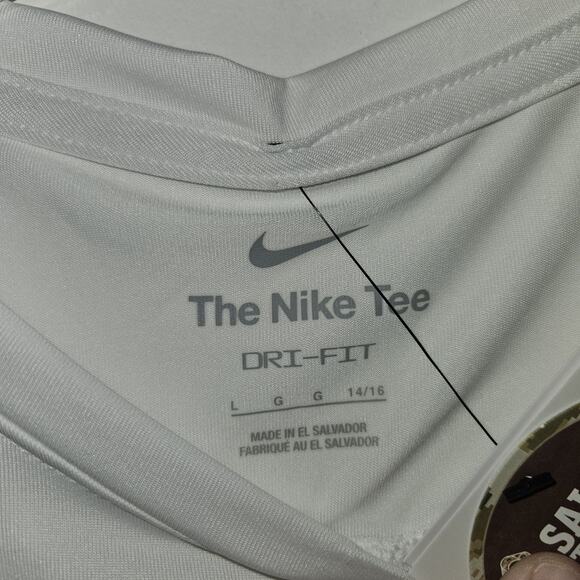 The Nike Tee
DRI-FIT
L G G 14/16
MADE IN EL SALVADOR
FABRIQUÉ AU EL SALVADOR